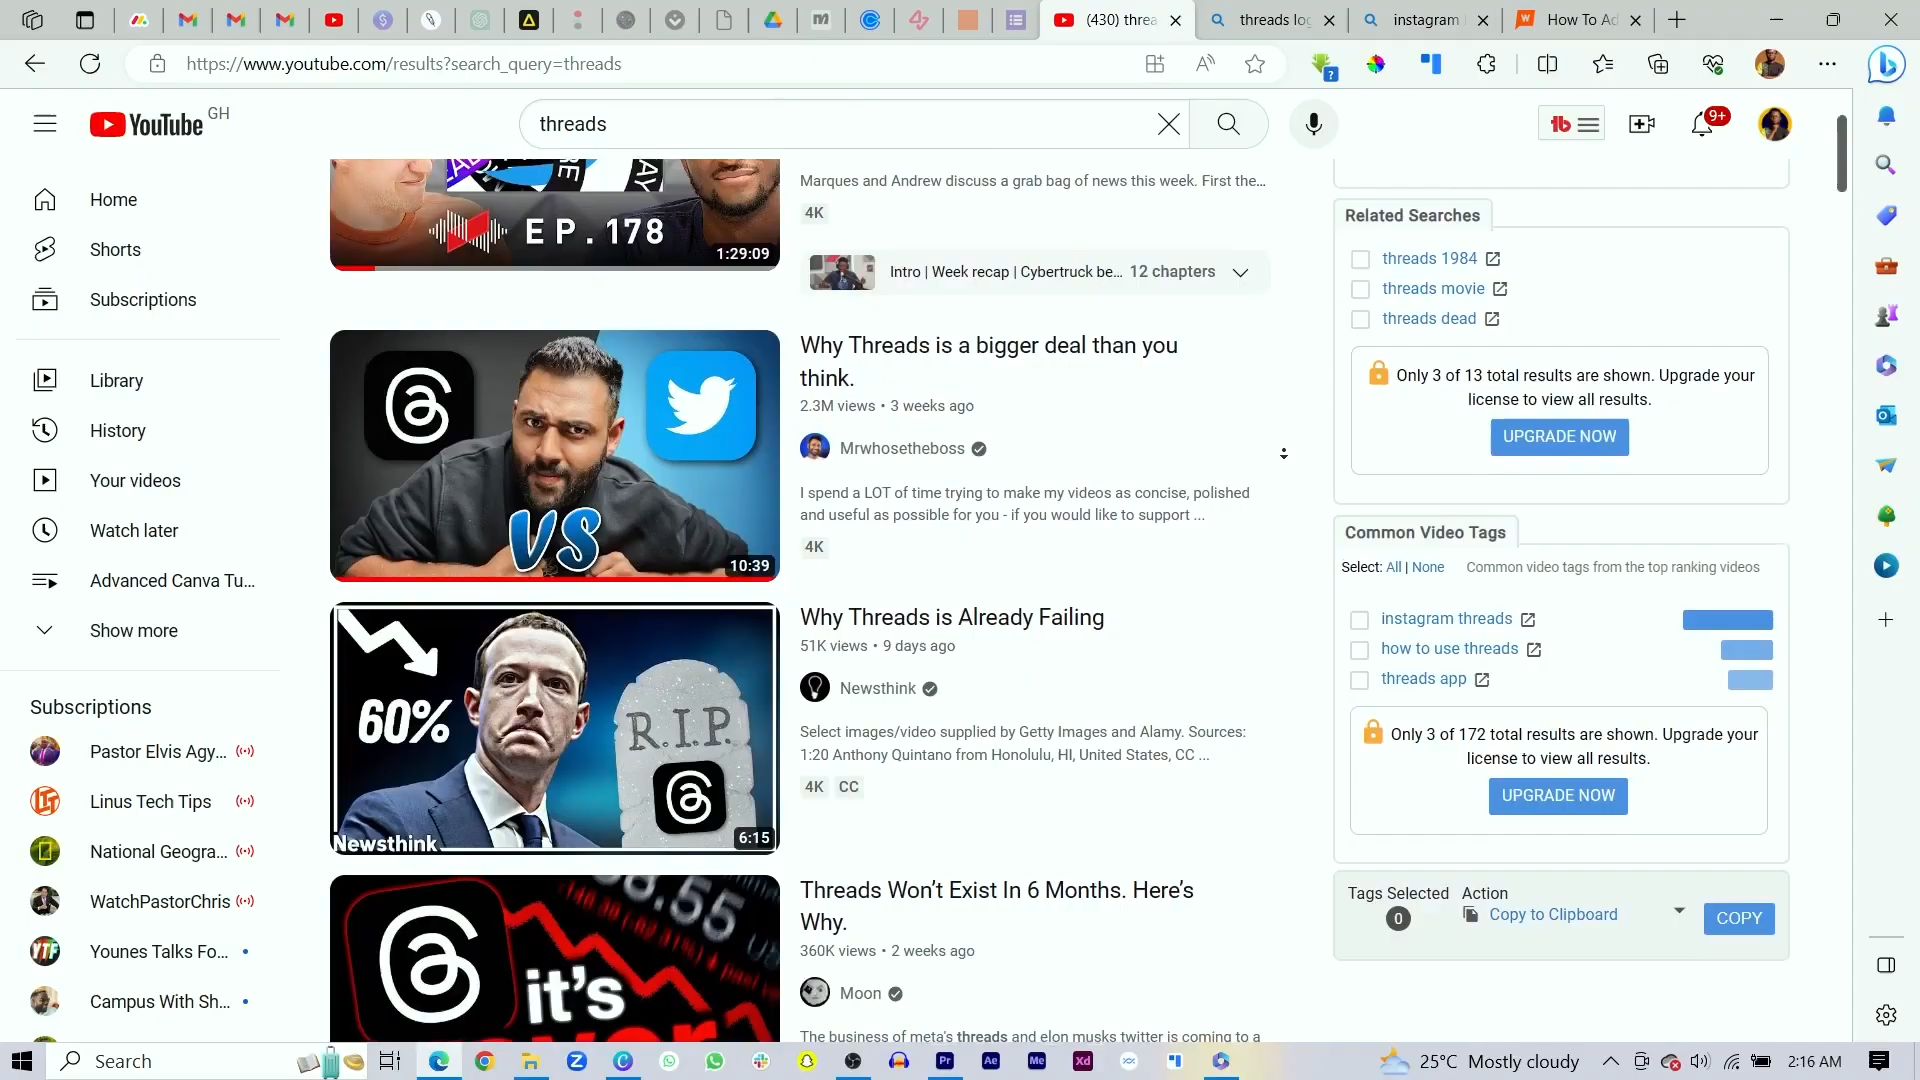 (430) threa
threads log
instagram
How To Ad
https://www.youtube.com/results?search_query=threads
YouTube GH
threads
9+
Home
Shorts
Subscriptions
Library
History
Your videos
Watch later
Advanced Canva Tu...
Show more
Subscriptions
Pastor Elvis Agy...
Linus Tech Tips
National Geogra...
WatchPastorChris
Younes Talks Fo...
Campus With Sh...
EP.178
1:29:09
Marques and Andrew discuss a grab bag of news this week. First the...
4K
Intro | Week recap | Cybertruck be... 12 chapters
VS
10:39
Why Threads is a bigger deal than you
think.
2.3M views • 3 weeks ago
Mrwhosetheboss
I spend a LOT of time trying to make my videos as concise, polished
and useful as possible for you - if you would like to support ...
4K
60%
R.I.P.
Newsthink
6:15
Why Threads is Already Failing
51K views • 9 days ago
Newsthink
Select images/video supplied by Getty Images and Alamy. Sources:
1:20 Anthony Quintano from Honolulu, HI, United States, CC ...
4K CC
it's
Threads Won’t Exist In 6 Months. Here’s
Why.
360K views • 2 weeks ago
Moon
The business of meta's threads and elon musks twitter is coming to a
Related Searches
threads 1984
threads movie
threads dead
Only 3 of 13 total results are shown. Upgrade your
license to view all results.
UPGRADE NOW
Common Video Tags
Select: All | None Common video tags from the top ranking videos
instagram threads
how to use threads
threads app
Only 3 of 172 total results are shown. Upgrade your
license to view all results.
UPGRADE NOW
Tags Selected Action
0 Copy to Clipboard
COPY
Search
25°C Mostly cloudy
2:16 AM